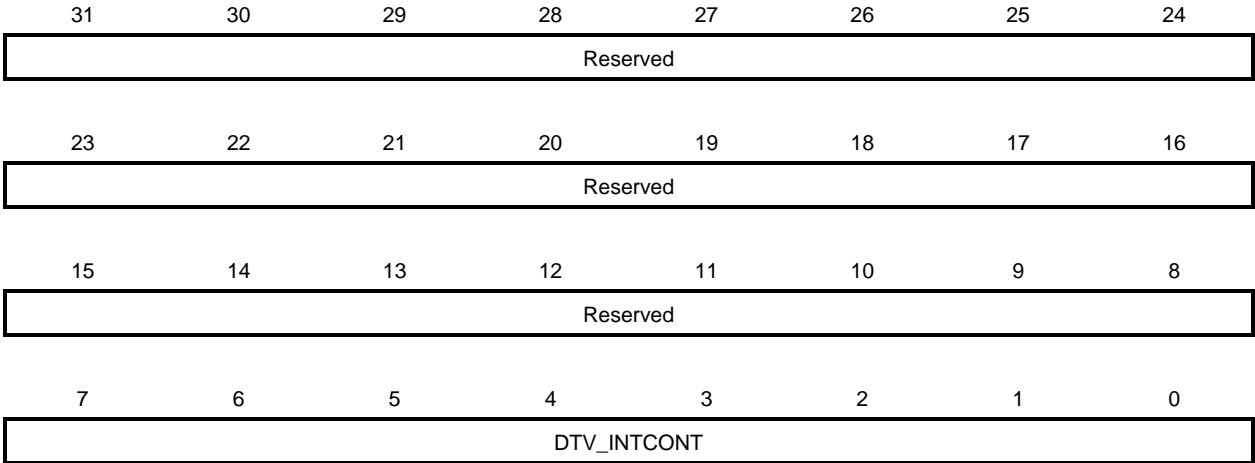 31 30 29 28 27 26 25 24
Reserved
23 22 21 20 19 18 17 16
Reserved
15 14 13 12 11 10 9 8
Reserved
7 6 5 4 3 2 1 0
DTV_INTCONT